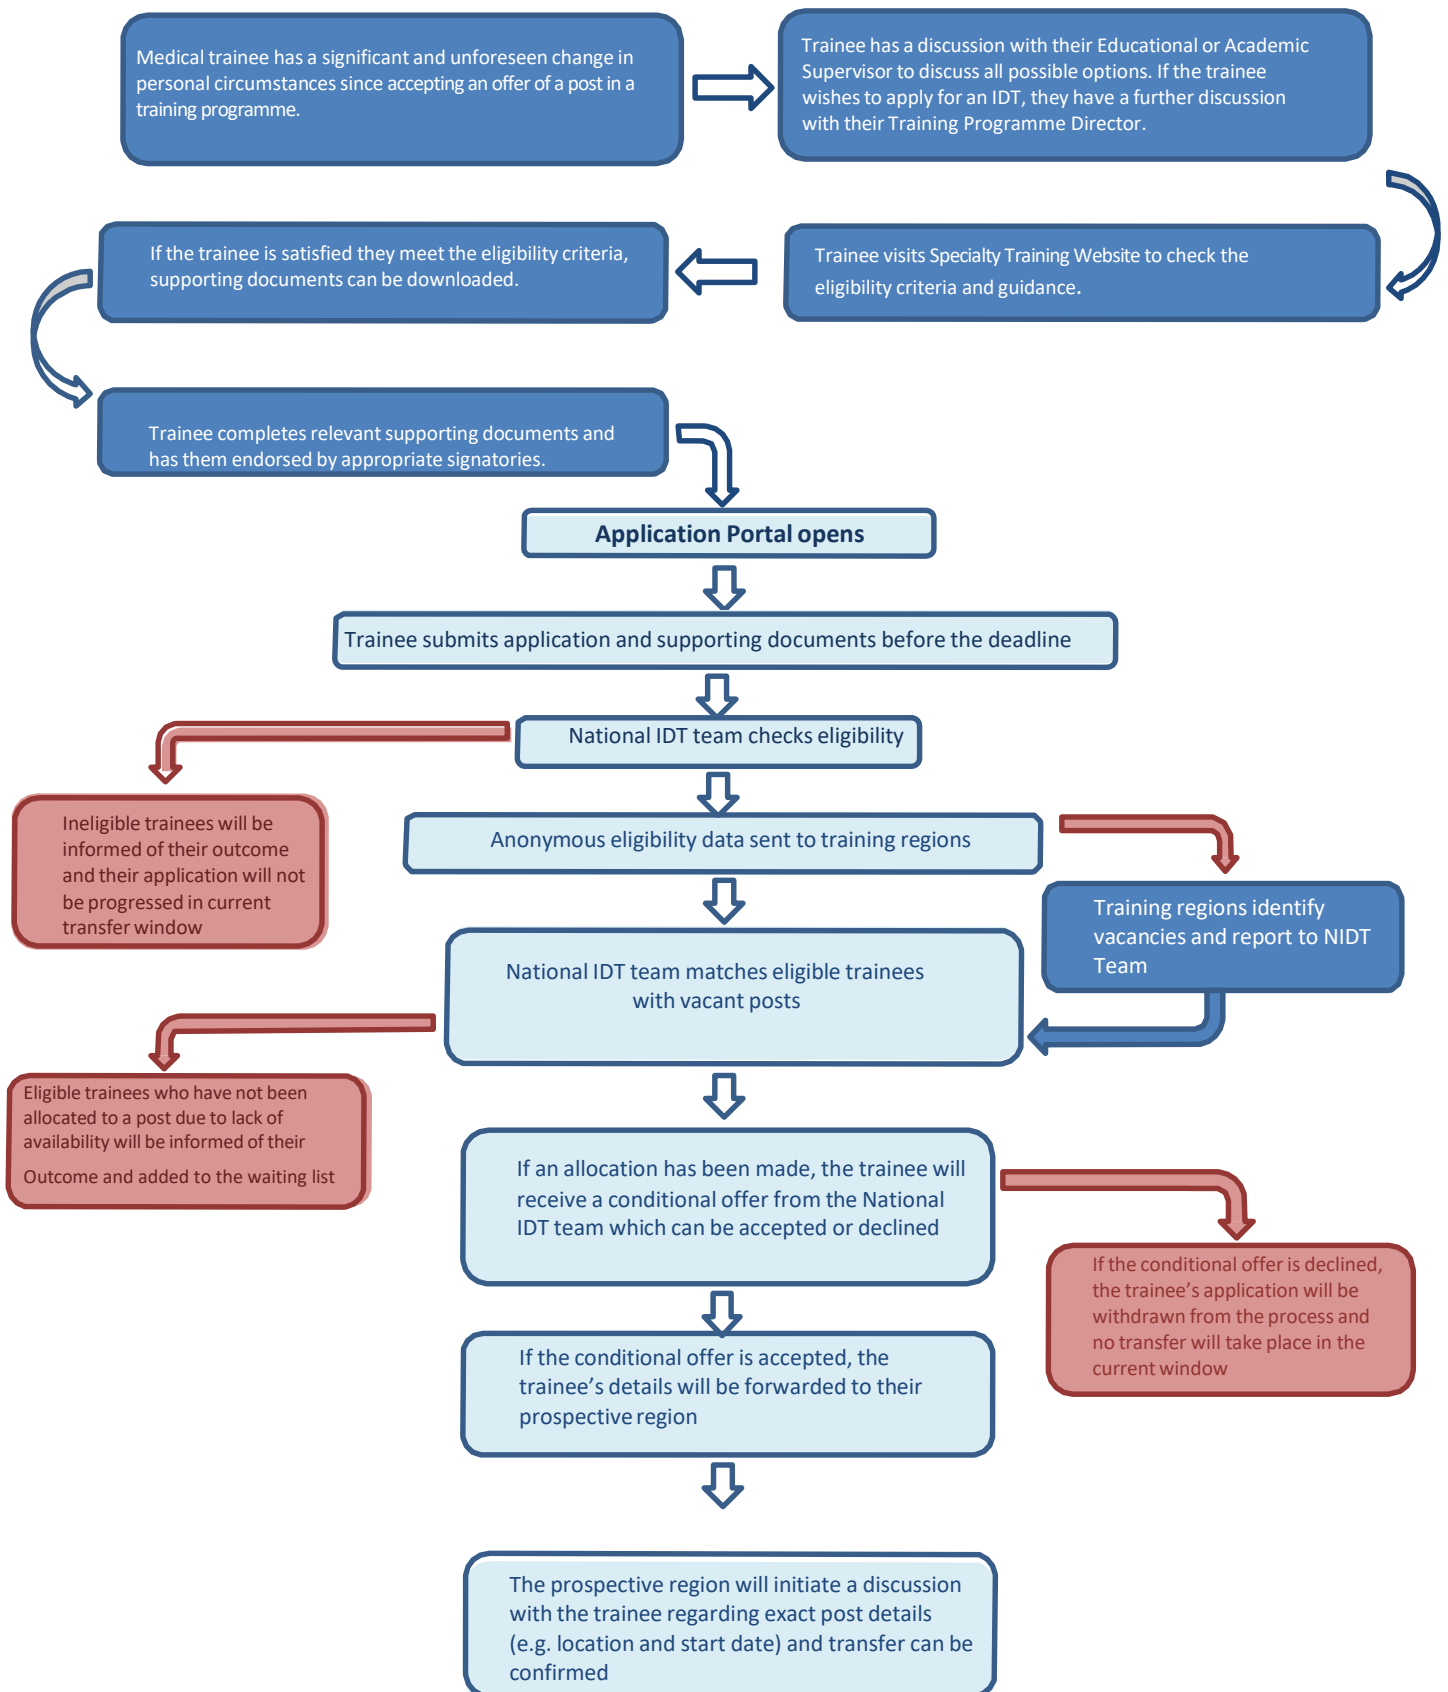 Medical trainee has a significant and unforeseen change in
personal circumstances since accepting an offer of a post in a
training programme.
Trainee has a discussion with their Educational or Academic
Supervisor to discuss all possible options. If the trainee
wishes to apply for an IDT, they have a further discussion
with their Training Programme Director.
Trainee visits Specialty Training Website to check the
eligibility criteria and guidance.
If the trainee is satisfied they meet the eligibility criteria,
supporting documents can be downloaded.
Trainee completes relevant supporting documents and
has them endorsed by appropriate signatories.
Application Portal opens
Trainee submits application and supporting documents before the deadline
National IDT team checks eligibility
Ineligible trainees will be
informed of their outcome
and their application will not
be progressed in current
transfer window
Anonymous eligibility data sent to training regions
Training regions identify
vacancies and report to NIDT
Team
National IDT team matches eligible trainees
with vacant posts
Eligible trainees who have not been
allocated to a post due to lack of
availability will be informed of their
Outcome and added to the waiting list
If an allocation has been made, the trainee will
receive a conditional offer from the National
IDT team which can be accepted or declined
If the conditional offer is declined,
the trainee’s application will be
withdrawn from the process and
no transfer will take place in the
current window
If the conditional offer is accepted, the
trainee’s details will be forwarded to their
prospective region
The prospective region will initiate a discussion
with the trainee regarding exact post details
(e.g. location and start date) and transfer can be
confirmed